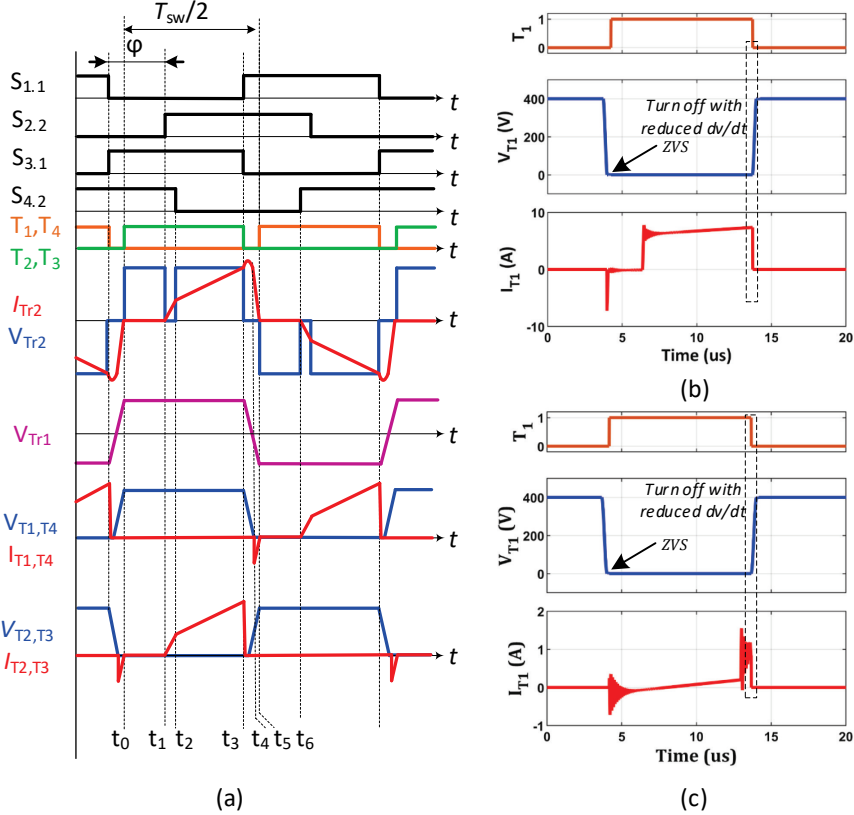 T_sw/2
φ
S_1.1
t
S_2.2
t
S_3.1
t
S_4.2
t
T_1,T_4
T_2,T_3
I_Tr2
t
V_Tr2
V_Tr1
t
V_T1,T4
I_T1,T4
t
V_T2,T3
I_T2,T3
t
t_0 t_1 t_2 t_3 t_4 t_5 t_6
(a)
T_1
1
0
V_T1 (V)
400
200
0
Turn off with
reduced dv/dt
ZVS
I_T1 (A)
10
0
-10
0 5 10 15 20
Time (us)
(b)
T_1
1
0
V_T1 (V)
400
200
0
Turn off with
reduced dv/dt
ZVS
I_T1 (A)
2
1
0
-1
0 5 10 15 20
Time (us)
(c)